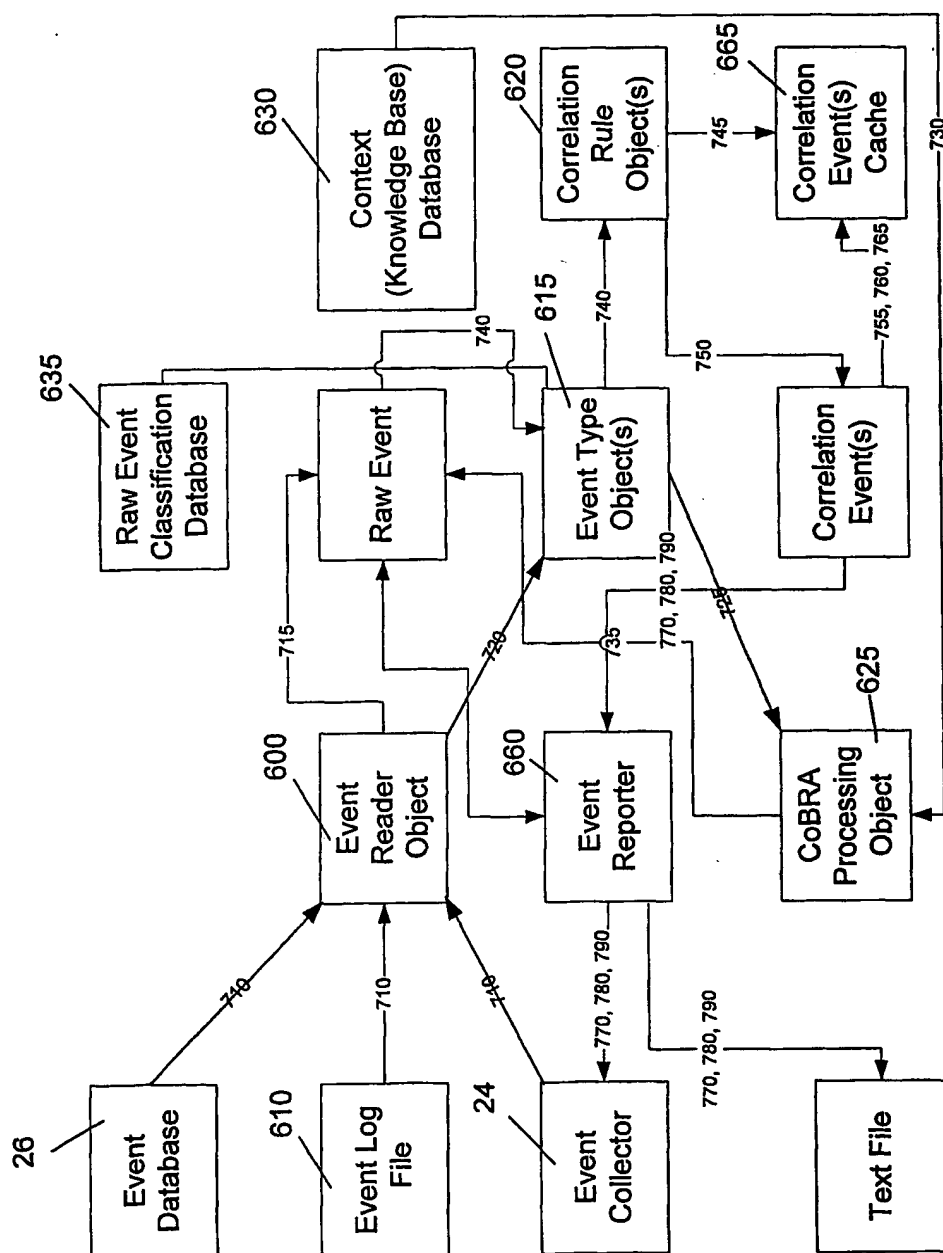 26
Event
Database
610
Event Log
File
24
Event
Collector
Text File
710
710
710
770, 780, 790
770, 780, 790
600
Event
Reader
Object
660
Event
Reporter
625
CoBRA
Processing
Object
715
720
735
770, 780, 790
725
635
Raw Event
Classification
Database
Raw Event
740
615
Event Type
Object(s)
Correlation
Event(s)
740
750
755, 760, 765
630
Context
(Knowledge Base)
Database
620
Correlation
Rule
Object(s)
745
665
Correlation
Event(s)
Cache
730